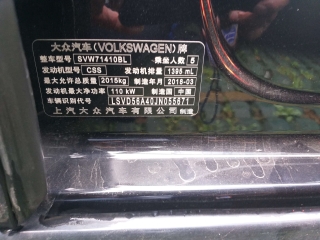 大众汽车(VOLKSWAGEN)牌
整车型号 SVW71410BL 乘坐人数 5
发动机型号 CSS 发动机排量 1395 mL
最大允许总质量 2015kg 制造年月 2018-03
发动机最大净功率 110 kW 制造国 中国
车辆识别代号 LSVD56A40JN055671
上汽大众汽车有限公司 制造